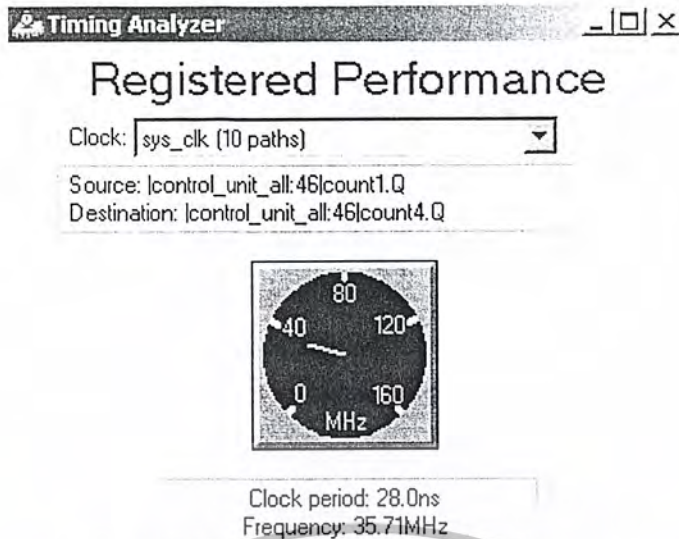 Timing Analyzer
Registered Performance
Clock: sys_clk (10 paths)
Source: |control_unit_all:46|count1.Q
Destination: |control_unit_all:46|count4.Q
80
40 120
0 160
MHz
Clock period: 28.0ns
Frequency: 35.71MHz